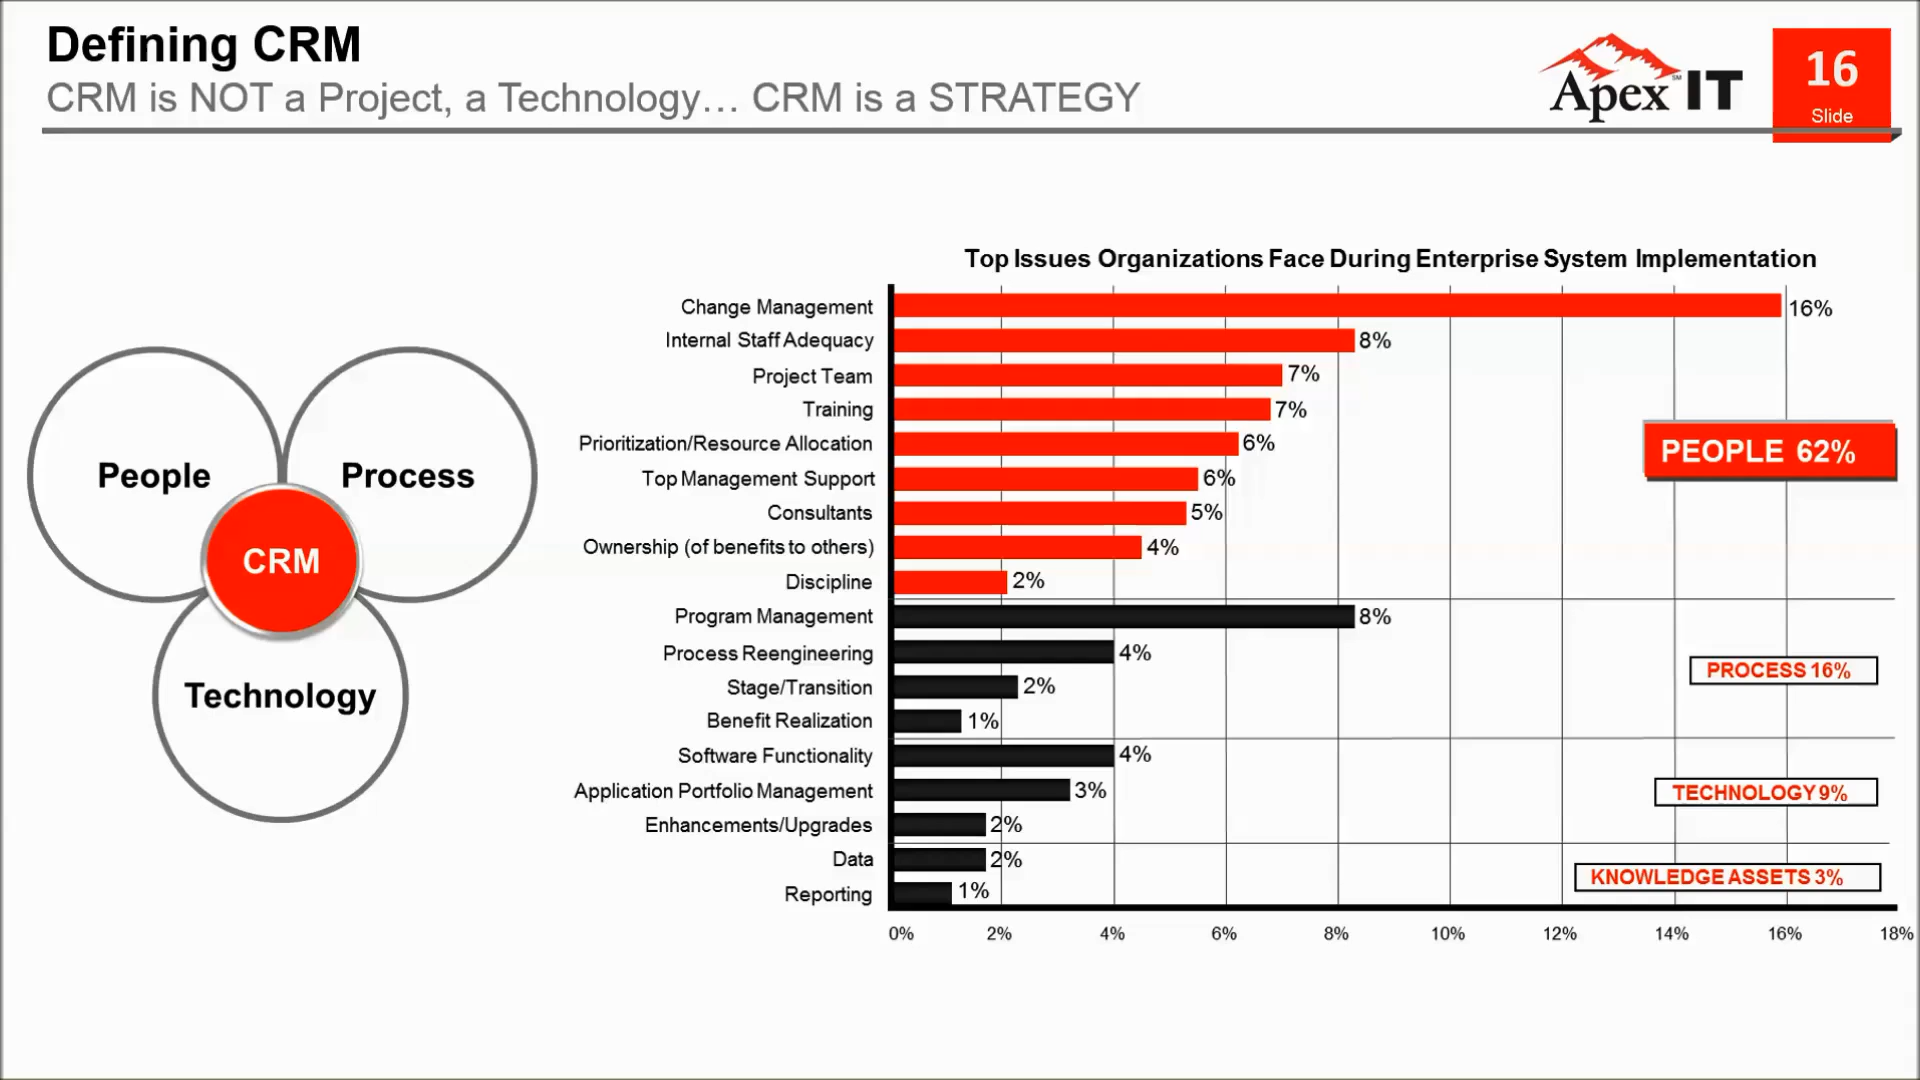 Defining CRM
CRM is NOT a Project, a Technology... CRM is a STRATEGY
Apex IT
SM
16
Slide
People
Process
CRM
Technology
Top Issues Organizations Face During Enterprise System Implementation
Change Management 16%
Internal Staff Adequacy 8%
Project Team 7%
Training 7%
Prioritization/Resource Allocation 6%
Top Management Support 6%
Consultants 5%
Ownership (of benefits to others) 4%
Discipline 2%
PEOPLE 62%
Program Management 8%
Process Reengineering 4%
Stage/Transition 2%
Benefit Realization 1%
PROCESS 16%
Software Functionality 4%
Application Portfolio Management 3%
Enhancements/Upgrades 2%
TECHNOLOGY 9%
Data 2%
Reporting 1%
KNOWLEDGE ASSETS 3%
0% 2% 4% 6% 8% 10% 12% 14% 16% 18%